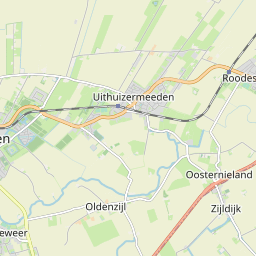 Roodes
Uithuizermeeden
en
Oosternieland
Oldenzijl
Zijldijk
eweer